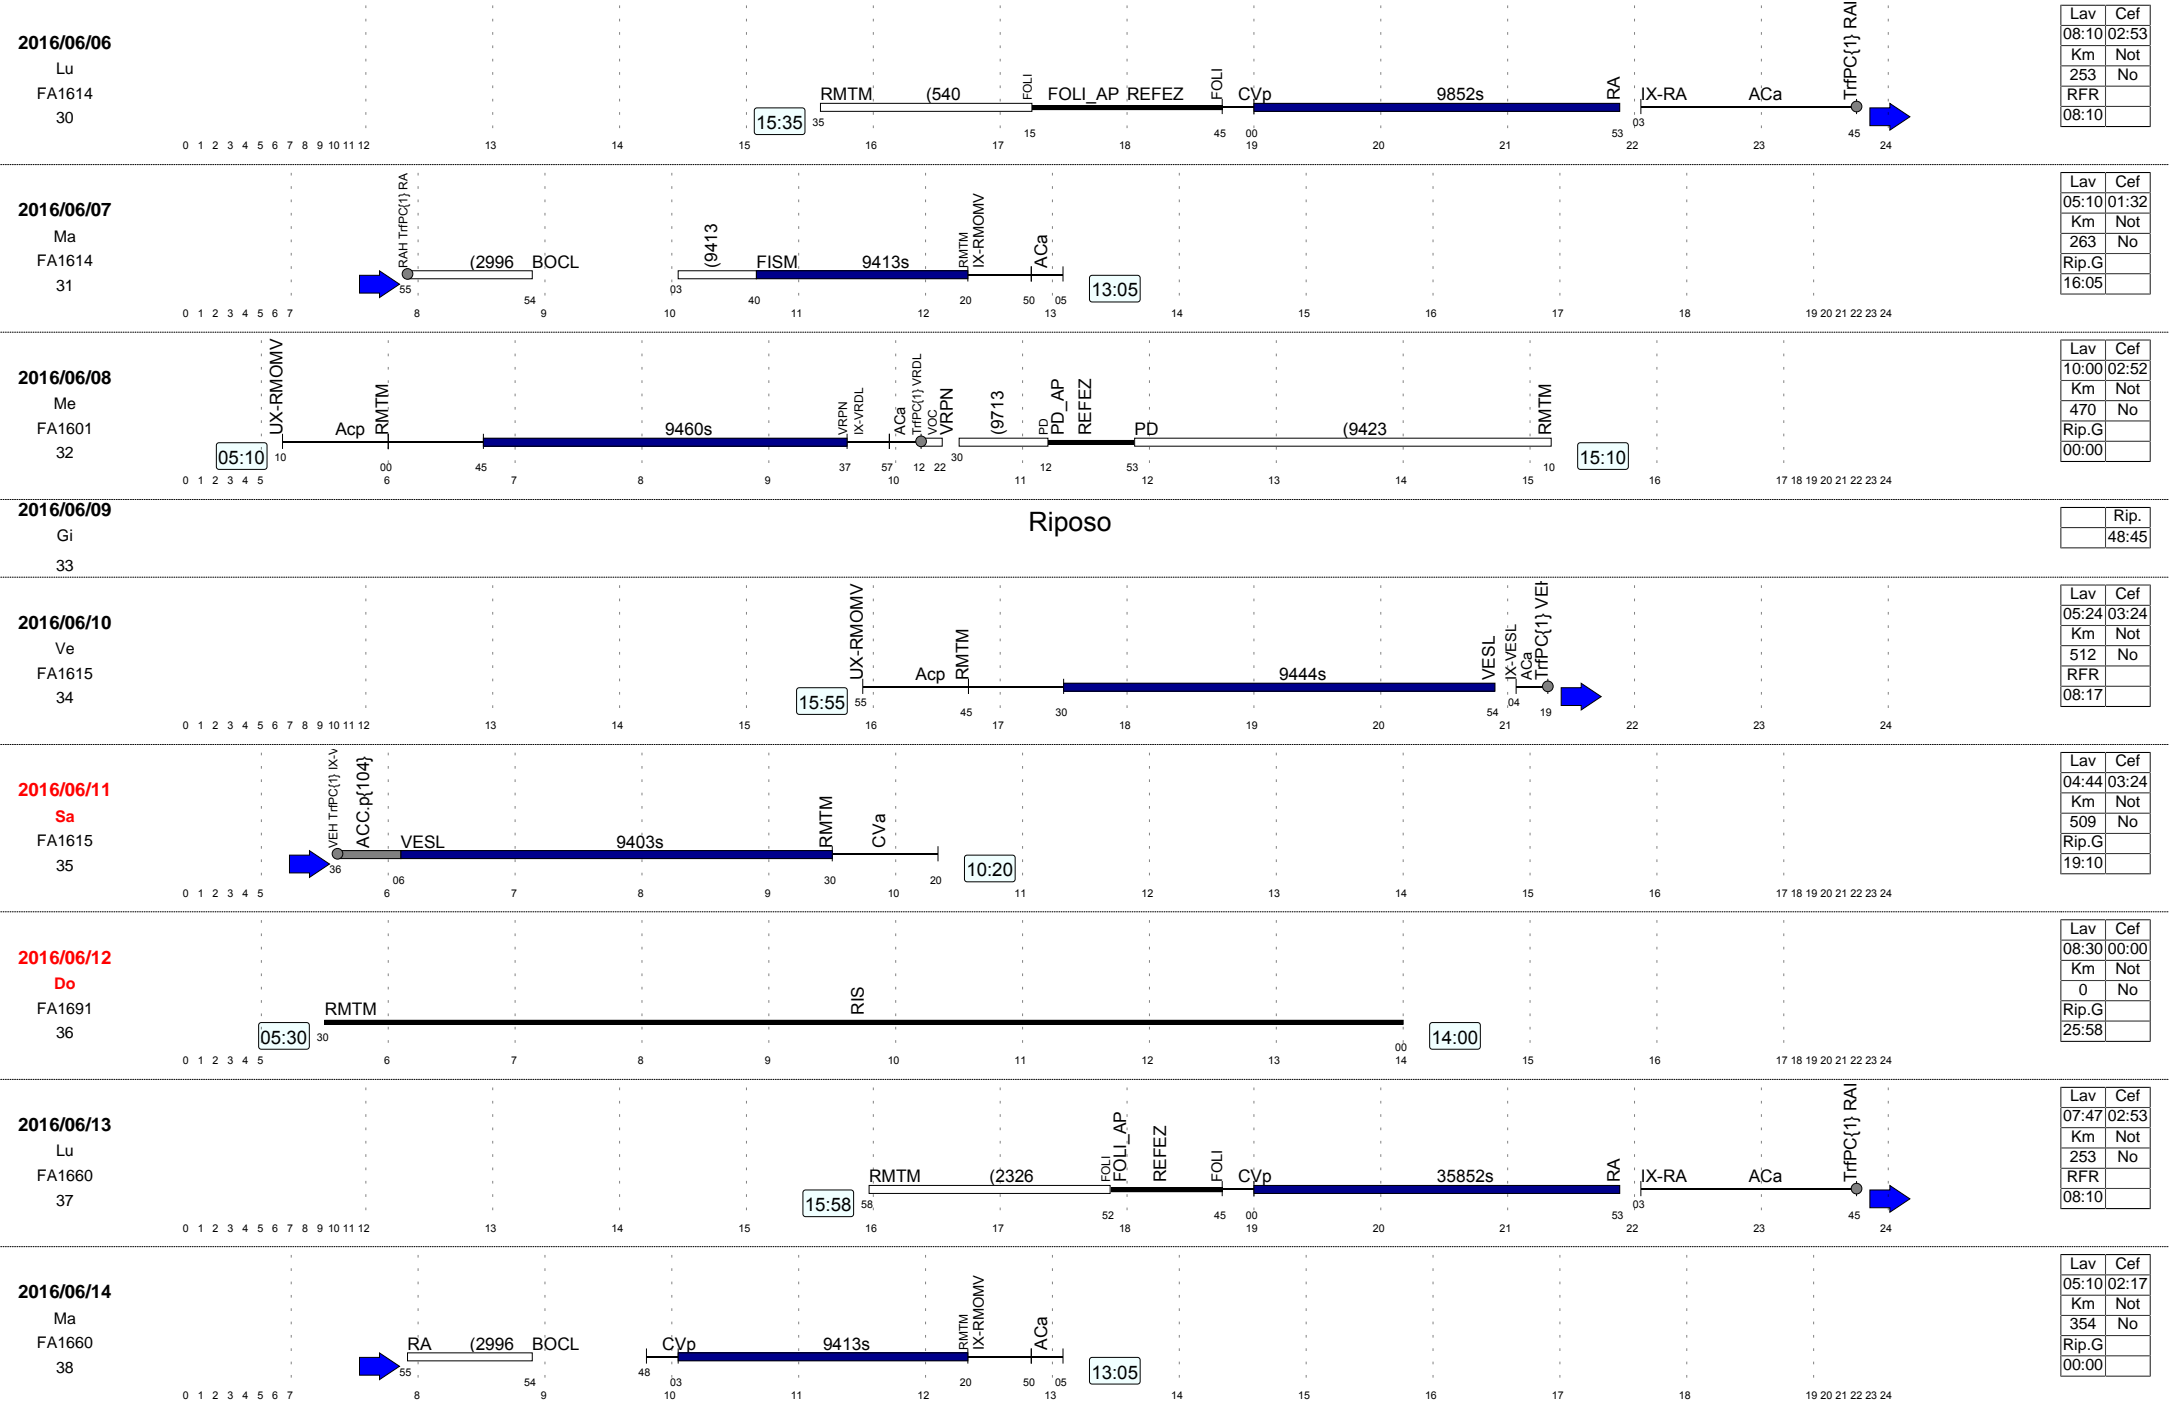 2016/06/06
Lu
FA1614
30
15:35
RMTM (540 FOLI FOLI_AP REFEZ FOLI CVp 9852s RA IX-RA ACa TrfPC{1} RAI
35 15 45 00 53 03 45
0 1 2 3 4 5 6 7 8 9 10 11 12 13 14 15 16 17 18 19 20 21 22 23 24
Lav Cef
08:10 02:53
Km Not
253 No
RFR
08:10
2016/06/07
Ma
FA1614
31
RAH TrfPC{1} RA (2996 BOCL (9413 FISM 9413s RMTM IX-RMOMV ACa
55 54 03 40 20 50 05
13:05
0 1 2 3 4 5 6 7 8 9 10 11 12 13 14 15 16 17 18 19 20 21 22 23 24
Lav Cef
05:10 01:32
Km Not
263 No
Rip.G
16:05
2016/06/08
Me
FA1601
32
05:10
UX-RMOMV Acp RMTM 9460s VRPN IX-VRDL ACa TrfPC{1} VRDL VOC VRPN (9713 PD PD_AP REFEZ PD (9423 RMTM
10 00 45 37 57 12 22 30 12 53 10
15:10
0 1 2 3 4 5 6 7 8 9 10 11 12 13 14 15 16 17 18 19 20 21 22 23 24
Lav Cef
10:00 02:52
Km Not
470 No
Rip.G
00:00
2016/06/09
Gi
33
Riposo
Rip.
48:45
2016/06/10
Ve
FA1615
34
15:55
UX-RMOMV Acp RMTM 9444s VESL IX-VESL ACa TrfPC{1} VEH
55 45 30 54 04 19
0 1 2 3 4 5 6 7 8 9 10 11 12 13 14 15 16 17 18 19 20 21 22 24
Lav Cef
05:24 03:24
Km Not
512 No
RFR
08:17
2016/06/11
Sa
FA1615
35
VEH TrfPC{1} IX-V ACC.p{104} VESL 9403s RMTM CVa
36 06 30 20
10:20
0 1 2 3 4 5 6 7 8 9 10 11 12 13 14 15 16 17 18 19 20 21 22 23 24
Lav Cef
04:44 03:24
Km Not
509 No
Rip.G
19:10
2016/06/12
Do
FA1691
36
05:30
RMTM RIS
30 00
14:00
0 1 2 3 4 5 6 7 8 9 10 11 12 13 14 15 16 17 18 19 20 21 22 23 24
Lav Cef
08:30 00:00
Km Not
0 No
Rip.G
25:58
2016/06/13
Lu
FA1660
37
15:58
RMTM (2326 FOLI FOLI_AP REFEZ FOLI CVp 35852s RA IX-RA ACa TrfPC{1} RAI
58 52 45 00 53 03 45
0 1 2 3 4 5 6 7 8 9 10 11 12 13 14 15 16 17 18 19 20 21 22 23 24
Lav Cef
07:47 02:53
Km Not
253 No
RFR
08:10
2016/06/14
Ma
FA1660
38
RA (2996 BOCL CVp 9413s RMTM IX-RMOMV ACa
55 54 48 03 20 50 05
13:05
0 1 2 3 4 5 6 7 8 9 10 11 12 13 14 15 16 17 18 19 20 21 22 23 24
Lav Cef
05:10 02:17
Km Not
354 No
Rip.G
00:00